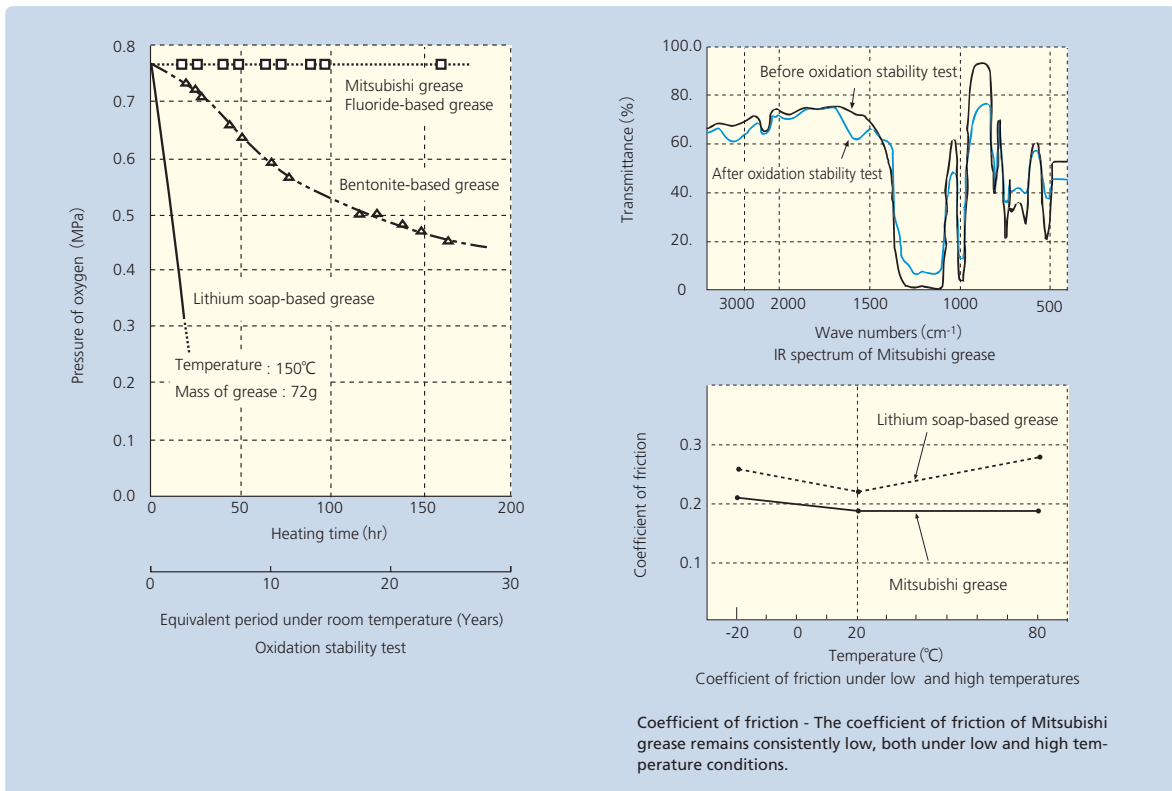 0.8
0.7
0.6
0.5
0.4
0.3
0.2
0.1
0.0
Pressure of oxygen (MPa)
Mitsubishi grease
Fluoride-based grease
Bentonite-based grease
Lithium soap-based grease
Temperature : 150℃
Mass of grease : 72g
0 50 100 150 200
Heating time (hr)
0 10 20 30
Equivalent period under room temperature (Years)
Oxidation stability test
100.0
80.
60.
40.
20.
0
Transmittance (%)
Before oxidation stability test
After oxidation stability test
3000 2000 1500 1000 500
Wave numbers (cm-1)
IR spectrum of Mitsubishi grease
0.3
0.2
0.1
Coefficient of friction
Lithium soap-based grease
Mitsubishi grease
-20 0 20 80
Temperature (℃)
Coefficient of friction under low and high temperatures
Coefficient of friction - The coefficient of friction of Mitsubishi
grease remains consistently low, both under low and high tem-
perature conditions.